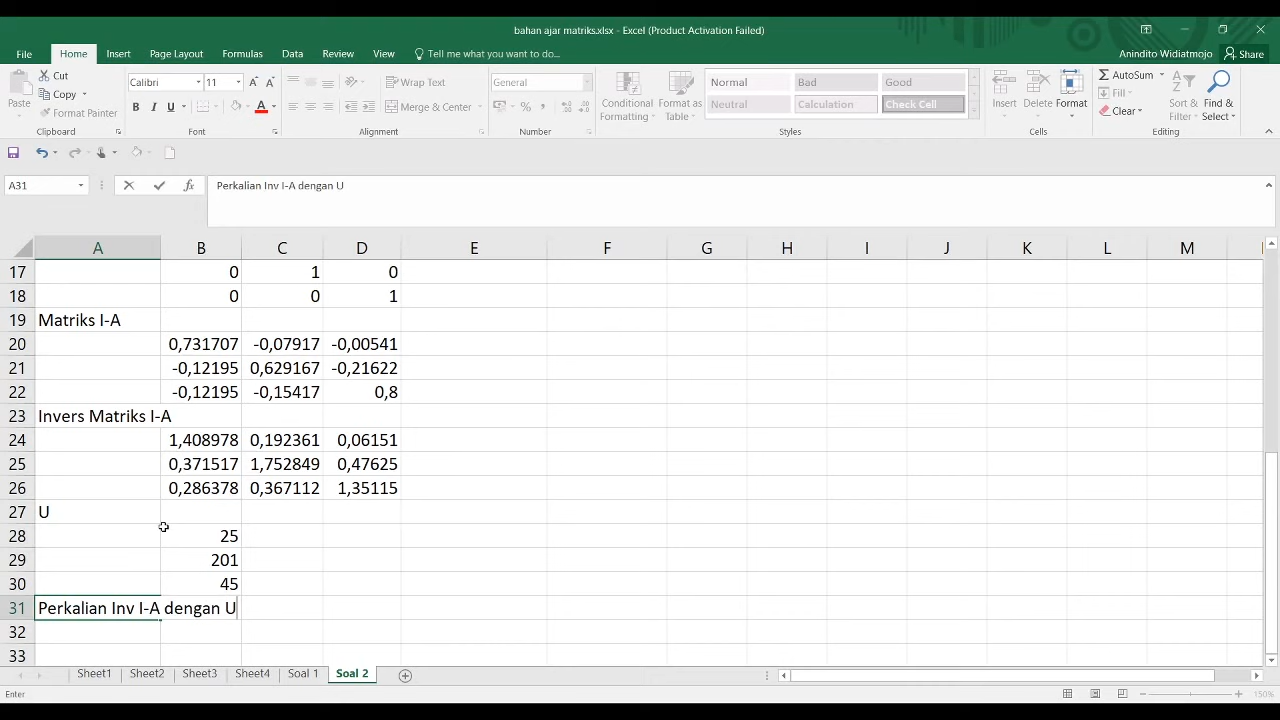 bahan ajar matriks.xlsx - Excel (Product Activation Failed)
File Home Insert Page Layout Formulas Data Review View Tell me what you want to do... Anindito Widiatmojo Share
Paste Cut Copy Format Painter Clipboard
Calibri 11 A A B I U A Font
Wrap Text Merge & Center Alignment
General % , Number
Conditional Formatting Format as Table Normal Bad Good Neutral Calculation Check Cell Styles
Insert Delete Format Cells
AutoSum Fill Clear Sort & Filter Find & Select Editing
A31 fx Perkalian Inv I-A dengan U
A B C D E F G H I J K L M
17 0 1 0
18 0 0 1
19 Matriks I-A
20 0,731707 -0,07917 -0,00541
21 -0,12195 0,629167 -0,21622
22 -0,12195 -0,15417 0,8
23 Invers Matriks I-A
24 1,408978 0,192361 0,06151
25 0,371517 1,752849 0,47625
26 0,286378 0,367112 1,35115
27 U
28 25
29 201
30 45
31 Perkalian Inv I-A dengan U
32
33
Sheet1 Sheet2 Sheet3 Sheet4 Soal 1 Soal 2
Enter 150%